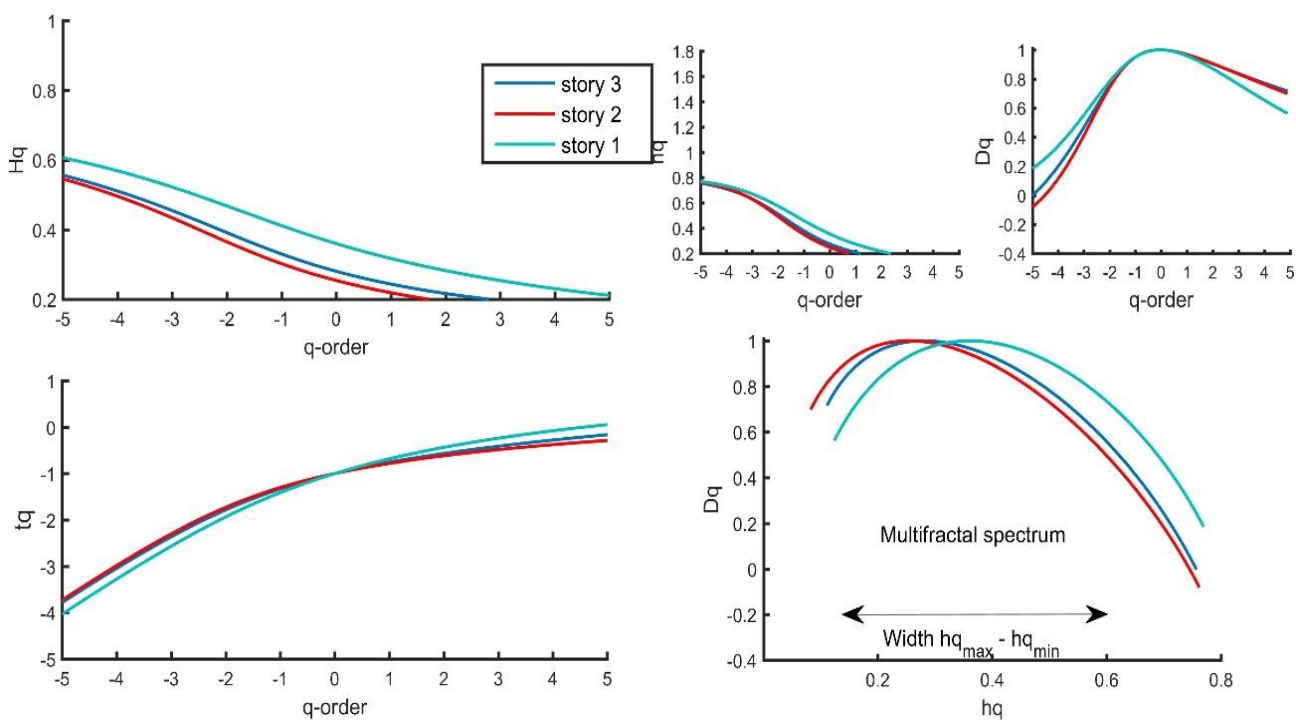 1
0.8
0.6
0.4
0.2
Hq
-5 -4 -3 -2 -1 0 1 2 3 4 5
q-order
story 3
story 2
story 1
1.8
1.6
1.4
1.2
1
0.8
0.6
0.4
0.2
hq
-5 -4 -3 -2 -1 0 1 2 3 4 5
q-order
1
0.8
0.6
0.4
0.2
0
-0.2
-0.4
Dq
-5 -4 -3 -2 -1 0 1 2 3 4 5
q-order
1
0
-1
-2
-3
-4
-5
tq
-5 -4 -3 -2 -1 0 1 2 3 4 5
q-order
1
0.8
0.6
0.4
0.2
0
-0.2
-0.4
Dq
Multifractal spectrum
Width hq_max - hq_min
0.2 0.4 0.6 0.8
hq